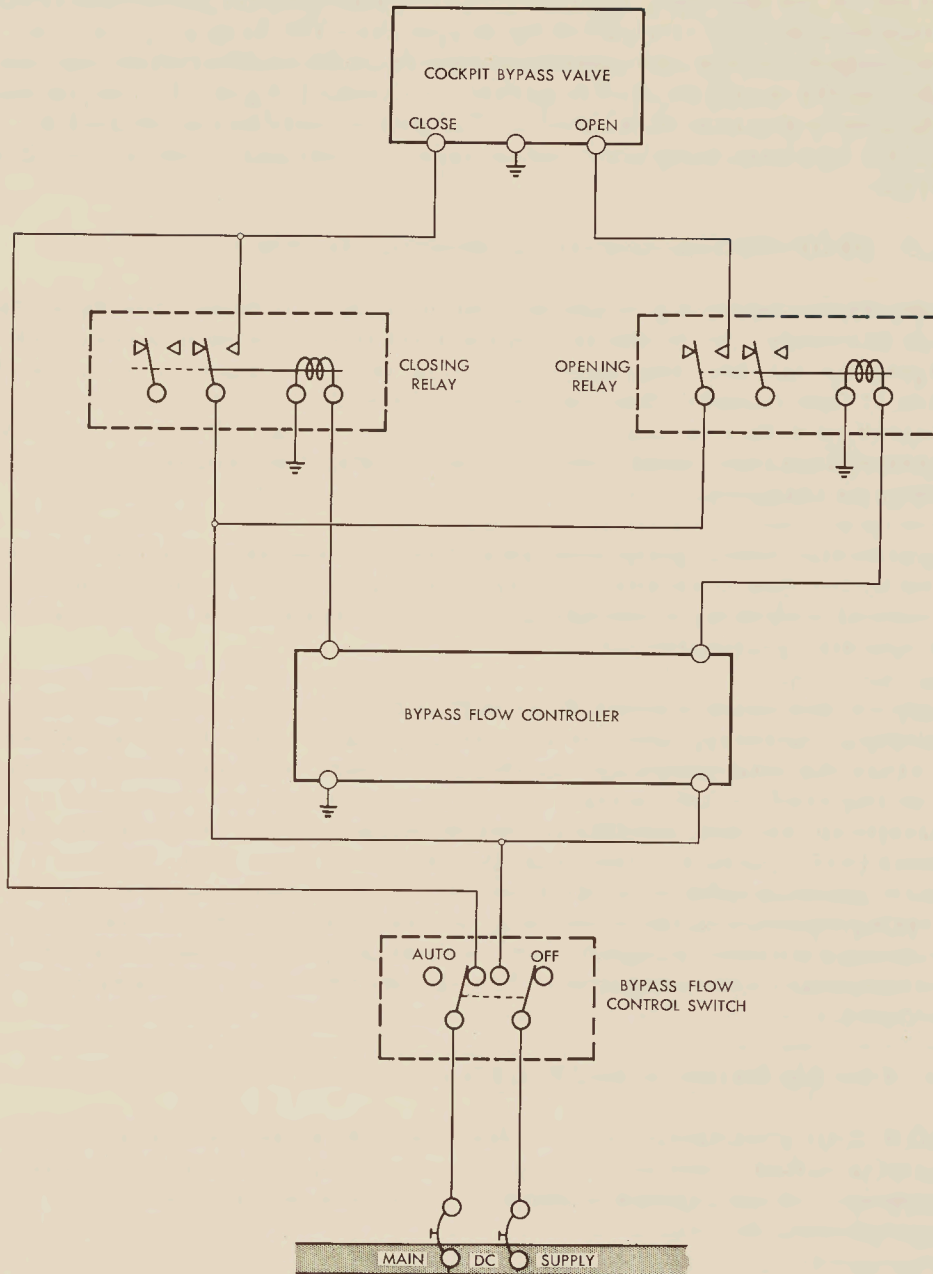 COCKPIT BYPASS VALVE
CLOSE OPEN
CLOSING
RELAY
OPENING
RELAY
BYPASS FLOW CONTROLLER
AUTO OFF
BYPASS FLOW
CONTROL SWITCH
MAIN DC SUPPLY